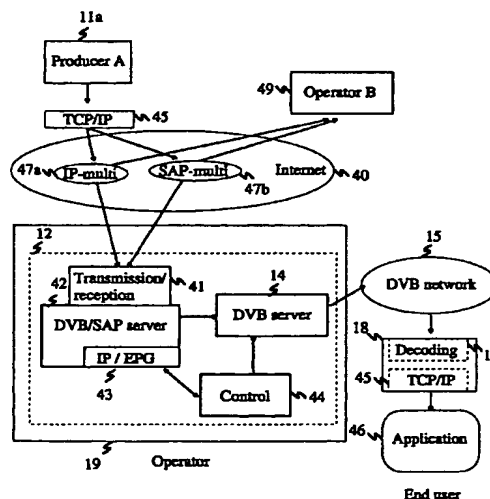 11a
Producer A
TCP/IP
45
49
Operator B
47a
IP-multi
SAP-multi
47b
Internet
40
12
42
Transmission/
reception
41
14
15
DVB/SAP server
DVB server
DVB network
IP / EPG
43
Control
44
18
Decoding
1
45
TCP/IP
46
Application
19
Operator
End user